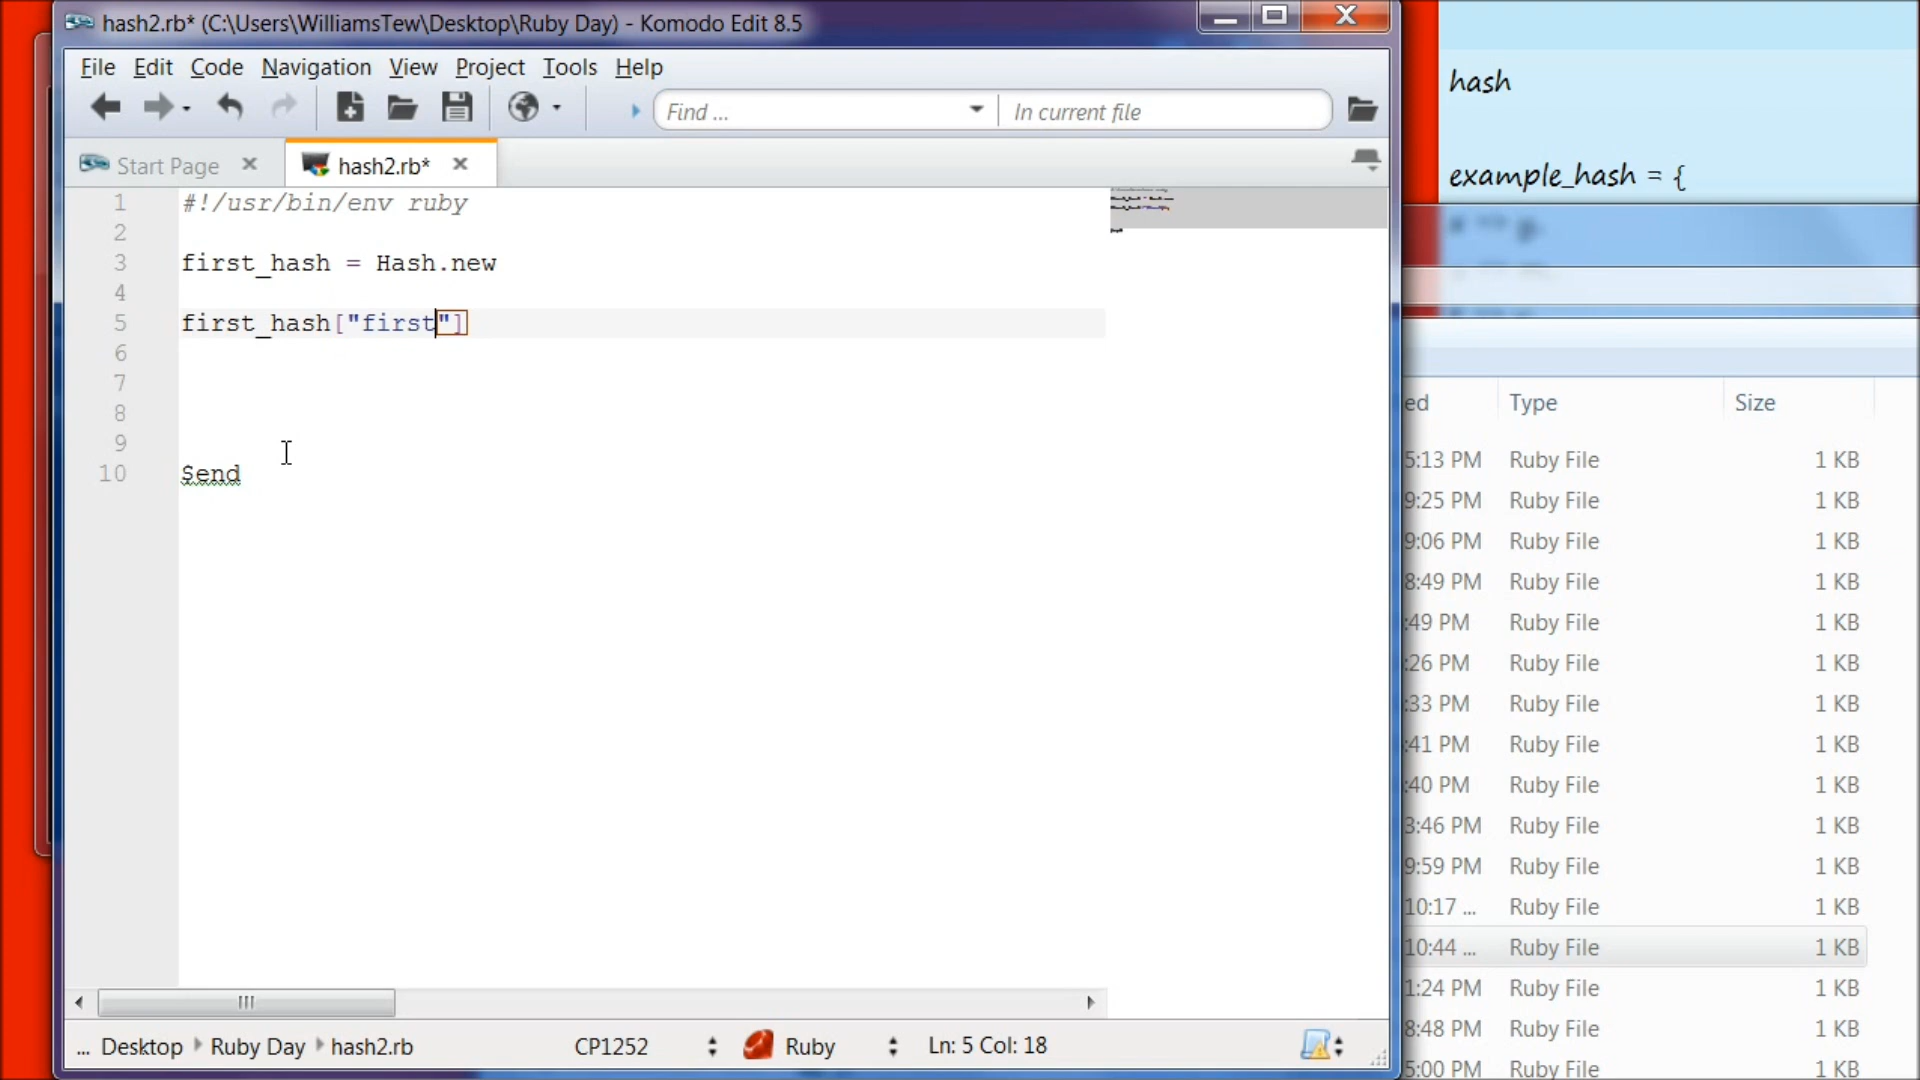 hash2.rb* (C:\Users\WilliamsTew\Desktop\Ruby Day) - Komodo Edit 8.5
File Edit Code Navigation View Project Tools Help
Find ... In current file
Start Page hash2.rb*
1 #!/usr/bin/env ruby
2
3 first_hash = Hash.new
4
5 first_hash["first"]
6
7
8
9
10 $end
... Desktop Ruby Day hash2.rb CP1252 Ruby Ln: 5 Col: 18
hash
example_hash = {
ed Type Size
5:13 PM Ruby File 1 KB
9:25 PM Ruby File 1 KB
9:06 PM Ruby File 1 KB
8:49 PM Ruby File 1 KB
:49 PM Ruby File 1 KB
:26 PM Ruby File 1 KB
:33 PM Ruby File 1 KB
:41 PM Ruby File 1 KB
:40 PM Ruby File 1 KB
3:46 PM Ruby File 1 KB
9:59 PM Ruby File 1 KB
10:17 ... Ruby File 1 KB
10:44 ... Ruby File 1 KB
1:24 PM Ruby File 1 KB
8:48 PM Ruby File 1 KB
5:00 PM Ruby File 1 KB